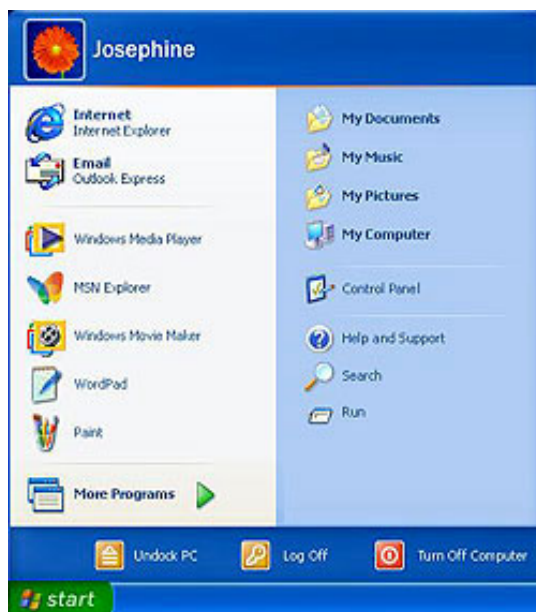 Josephine
Internet
Internet Explorer
Email
Outlook Express
Windows Media Player
MSN Explorer
Windows Movie Maker
WordPad
Paint
More Programs
My Documents
My Music
My Pictures
My Computer
Control Panel
Help and Support
Search
Run
Undock PC
Log Off
Turn Off Computer
start